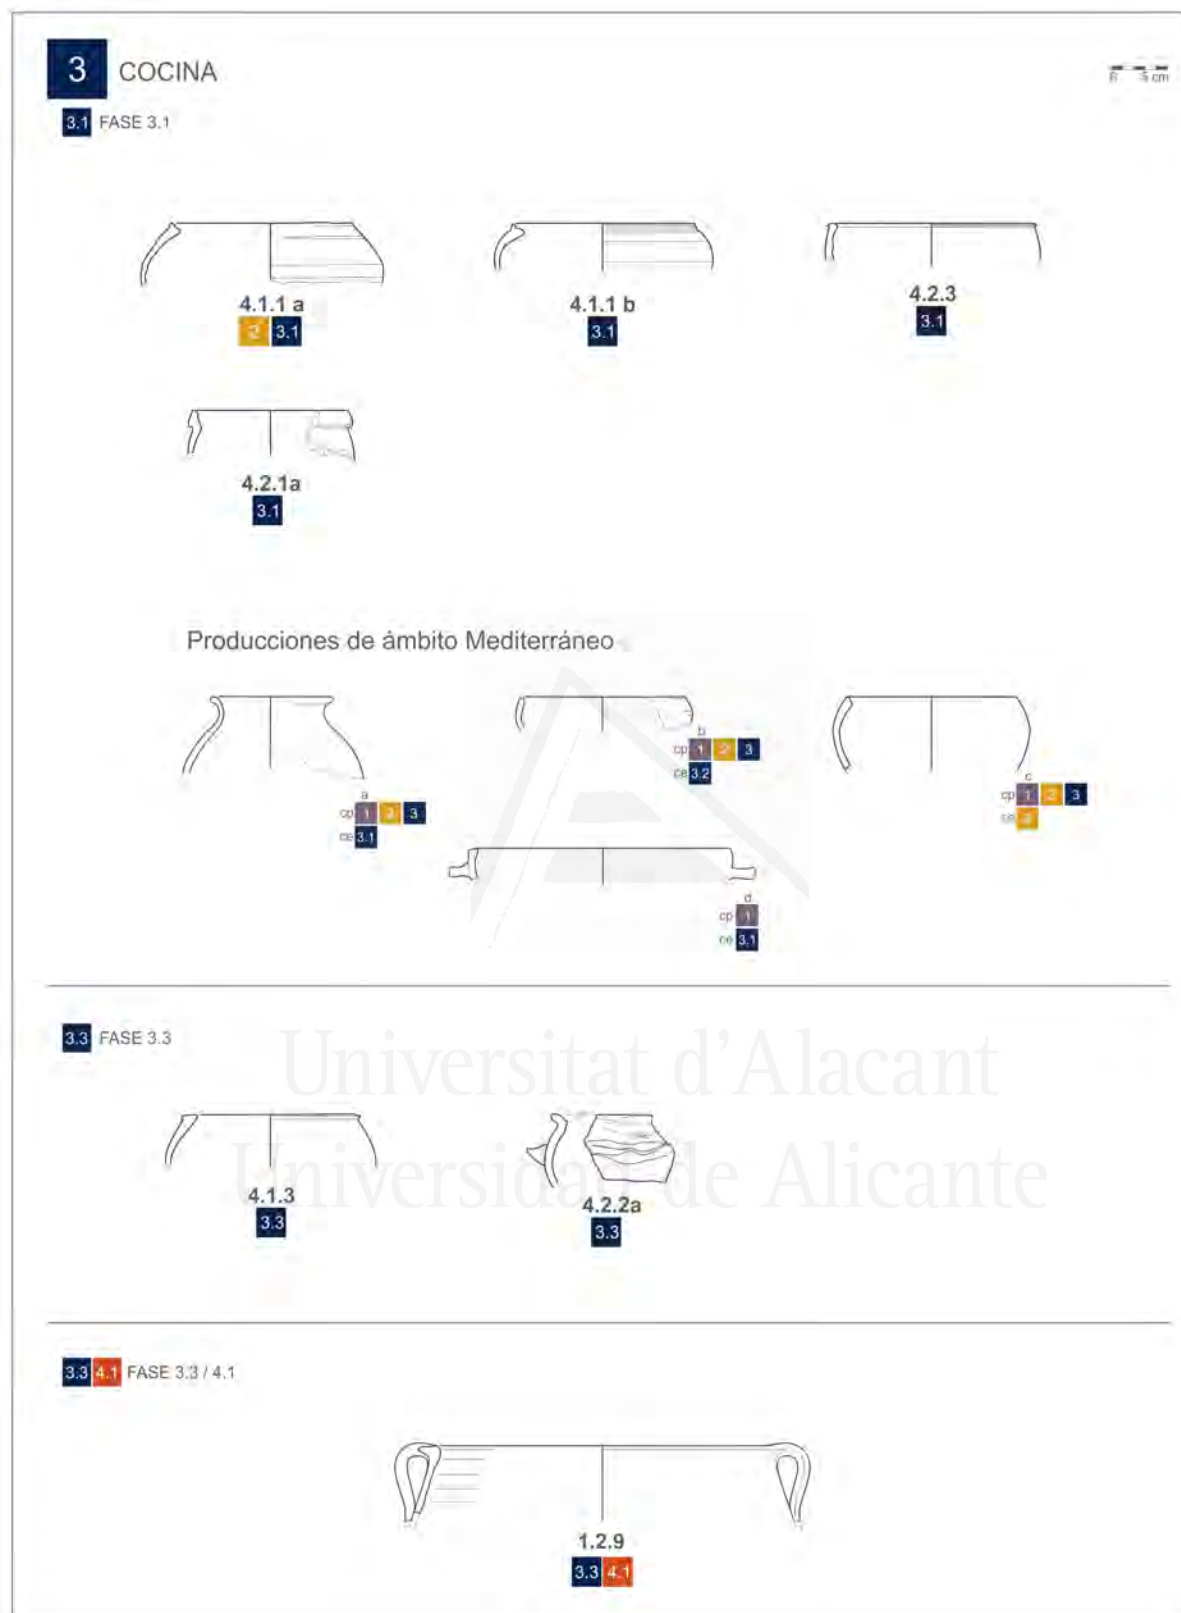 3 COCINA
0 5 cm
3.1 FASE 3.1
4.1.1 a
2 3.1
4.1.1 b
3.1
4.2.3
3.1
4.2.1a
3.1
Producciones de ámbito Mediterráneo
a
cp 1 2 3
ce 3.1
b
cp 1 2 3
ce 3.2
c
cp 1 2 3
ce
d
cp 1
ce 3.1
3.3 FASE 3.3
Universitat d'Alacant
Universidad de Alicante
4.1.3
3.3
4.2.2a
3.3
3.3 4.1 FASE 3.3 / 4.1
1.2.9
3.3 4.1